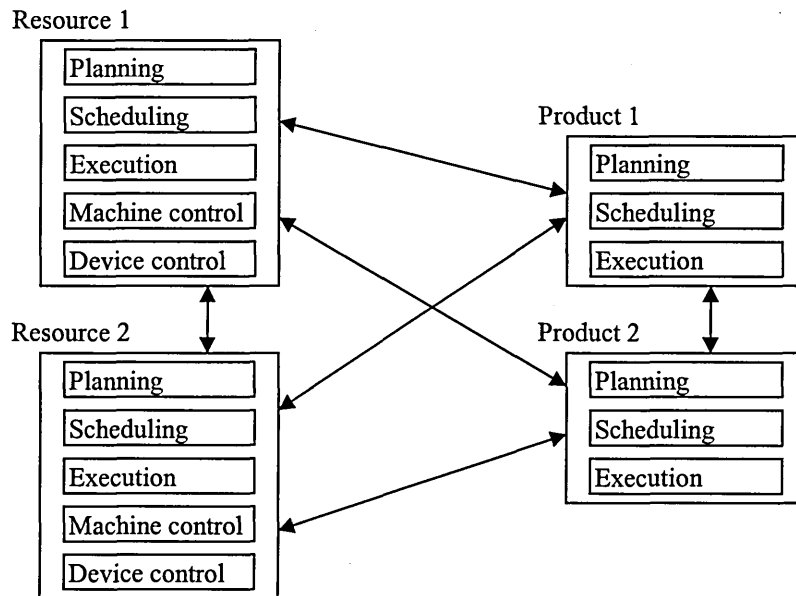 Resource 1
Planning
Scheduling
Execution
Machine control
Device control
Resource 2
Planning
Scheduling
Execution
Machine control
Device control
Product 1
Planning
Scheduling
Execution
Product 2
Planning
Scheduling
Execution